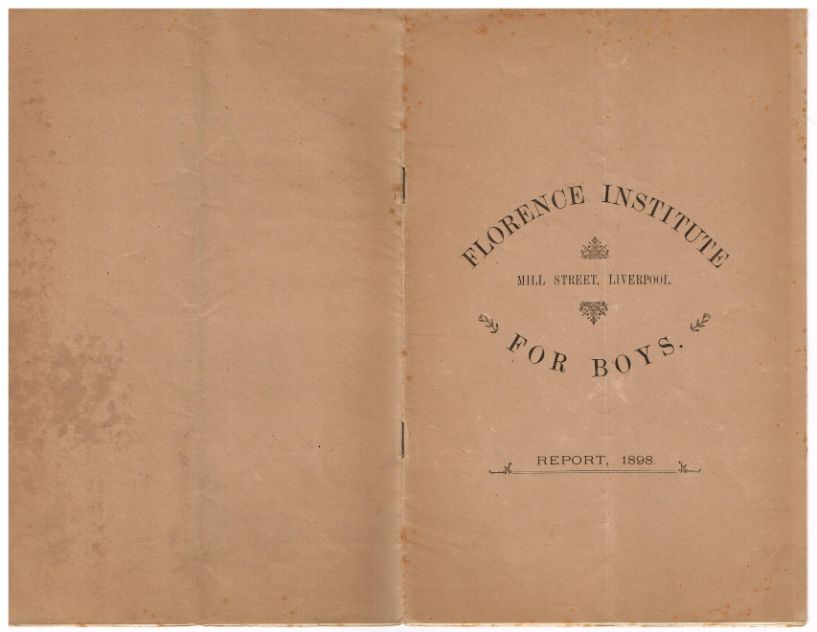 FLORENCE INSTITUTE
MILL STREET, LIVERPOOL.
FOR BOYS.
REPORT, 1898.